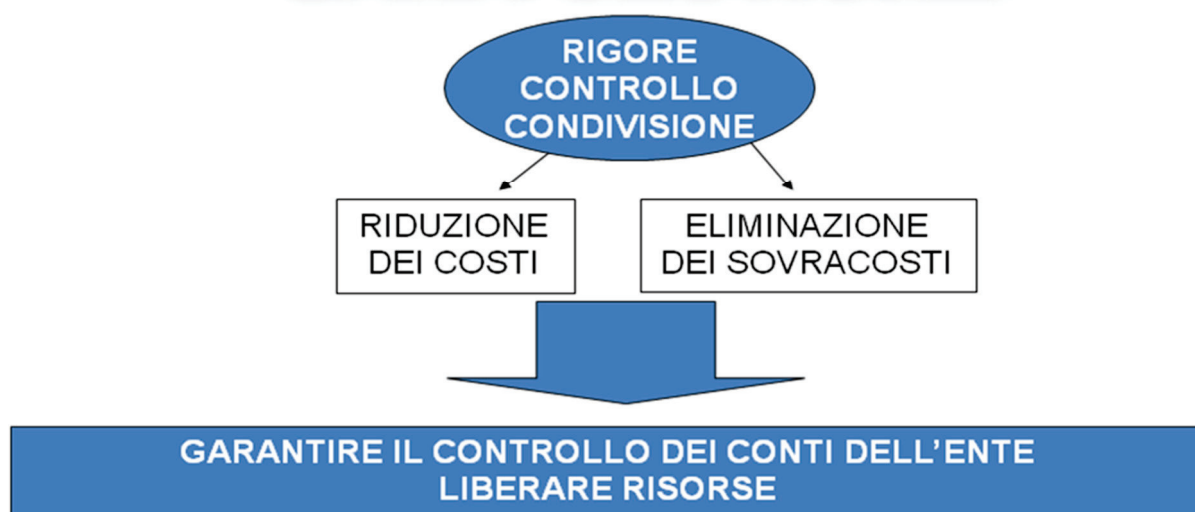 RIGORE
CONTROLLO
CONDIVISIONE
RIDUZIONE
DEI COSTI
ELIMINAZIONE
DEI SOVRACOSTI
GARANTIRE IL CONTROLLO DEI CONTI DELL’ENTE
LIBERARE RISORSE